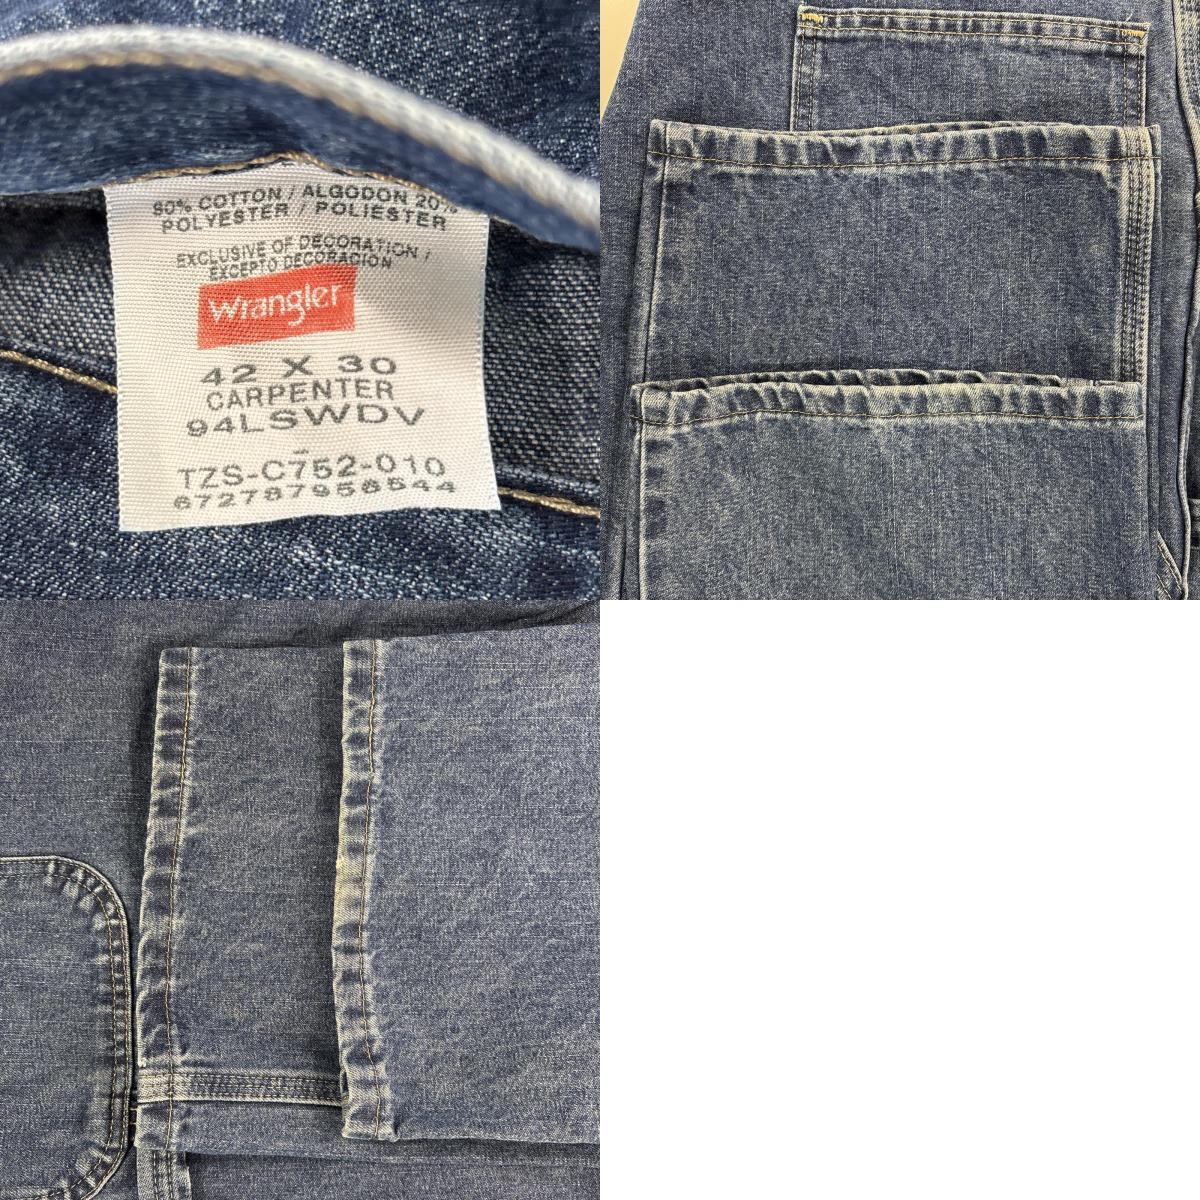 80% COTTON / ALGODON 20%
POLYESTER / POLIESTER
EXCLUSIVE OF DECORATION /
EXCEPTO DECORACION
Wrangler
42 X 30
CARPENTER
94LSWDV
TZS-C752-010
672787958544